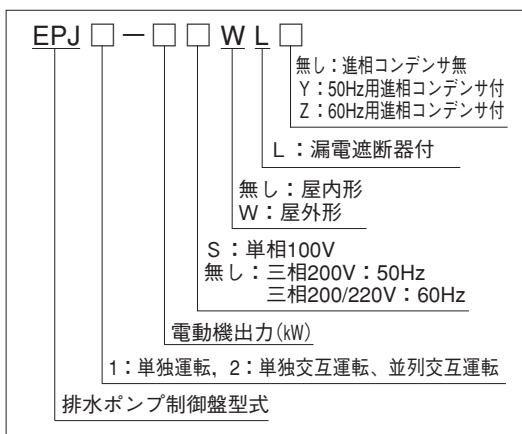 EPJ□－□□WL□
無し：進相コンデンサ無
Y：50Hz用進相コンデンサ付
Z：60Hz用進相コンデンサ付
L：漏電遮断器付
無し：屋内形
W：屋外形
S：単相100V
無し：三相200V：50Hz
三相200/220V：60Hz
電動機出力(㎾)
1：単独運転，2：単独交互運転、並列交互運転
排水ポンプ制御盤型式